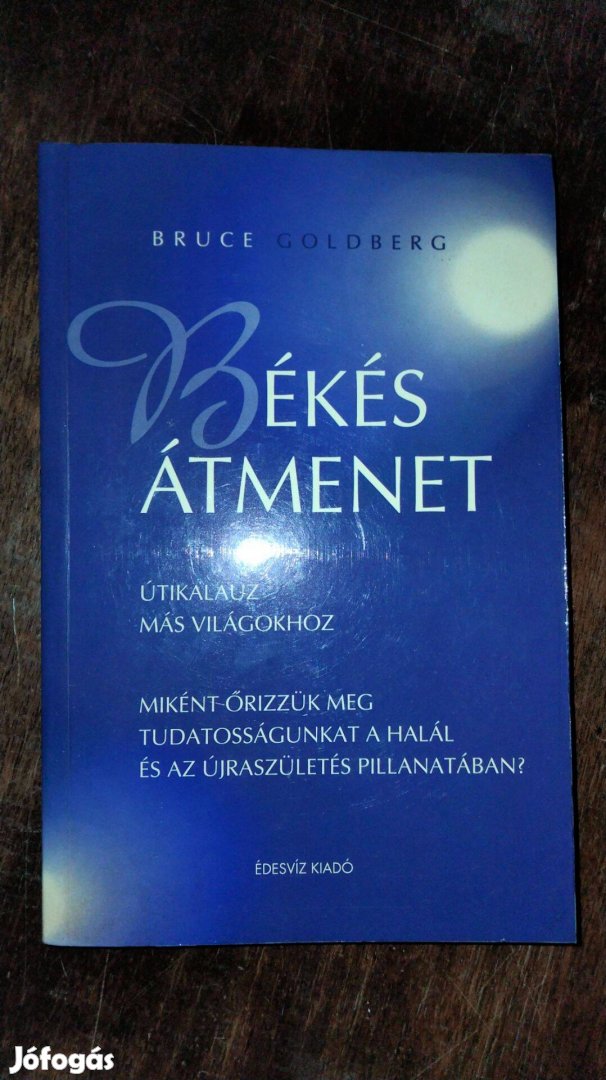 BRUCE GOLDBERG
BÉKÉS
ÁTMENET
ÚTIKALAUZ
MÁS VILÁGOKHOZ
MIKÉNT ŐRIZZÜK MEG
TUDATOSSÁGUNKAT A HALÁL
ÉS AZ ÚJRASZÜLETÉS PILLANATÁBAN?
ÉDESVÍZ KIADÓ
Jófogás